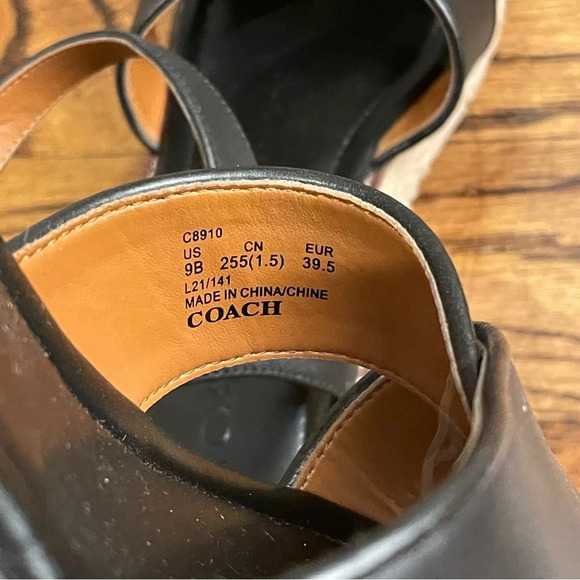 C8910
US CN EUR
9B 255(1.5) 39.5
L21/141
MADE IN CHINA/CHINE
COACH